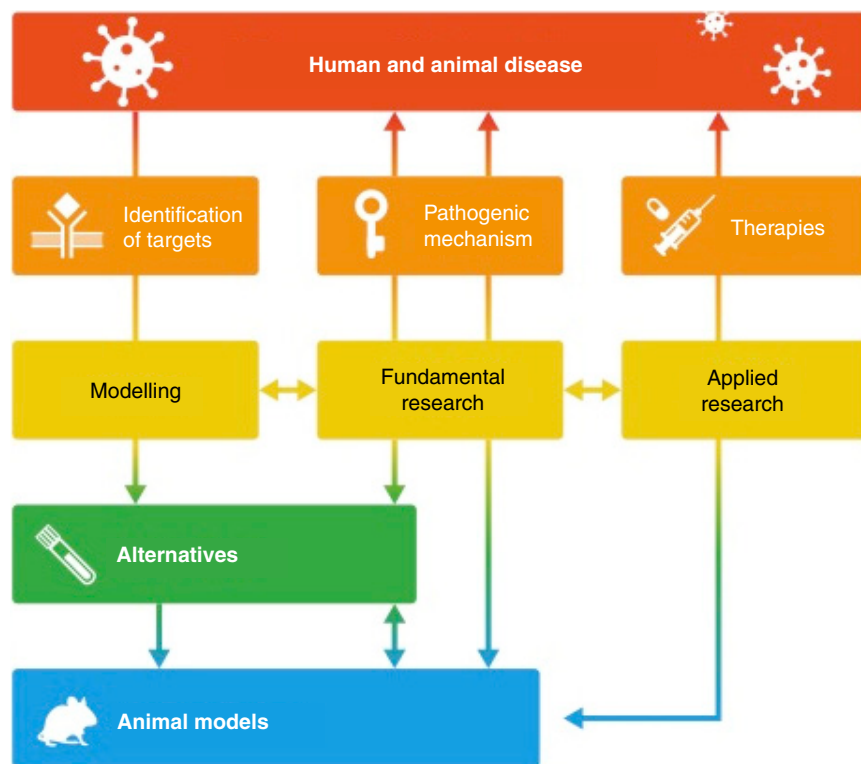 Human and animal disease
Identification
of targets
Pathogenic
mechanism
Therapies
Modelling
Fundamental
research
Applied
research
Alternatives
Animal models